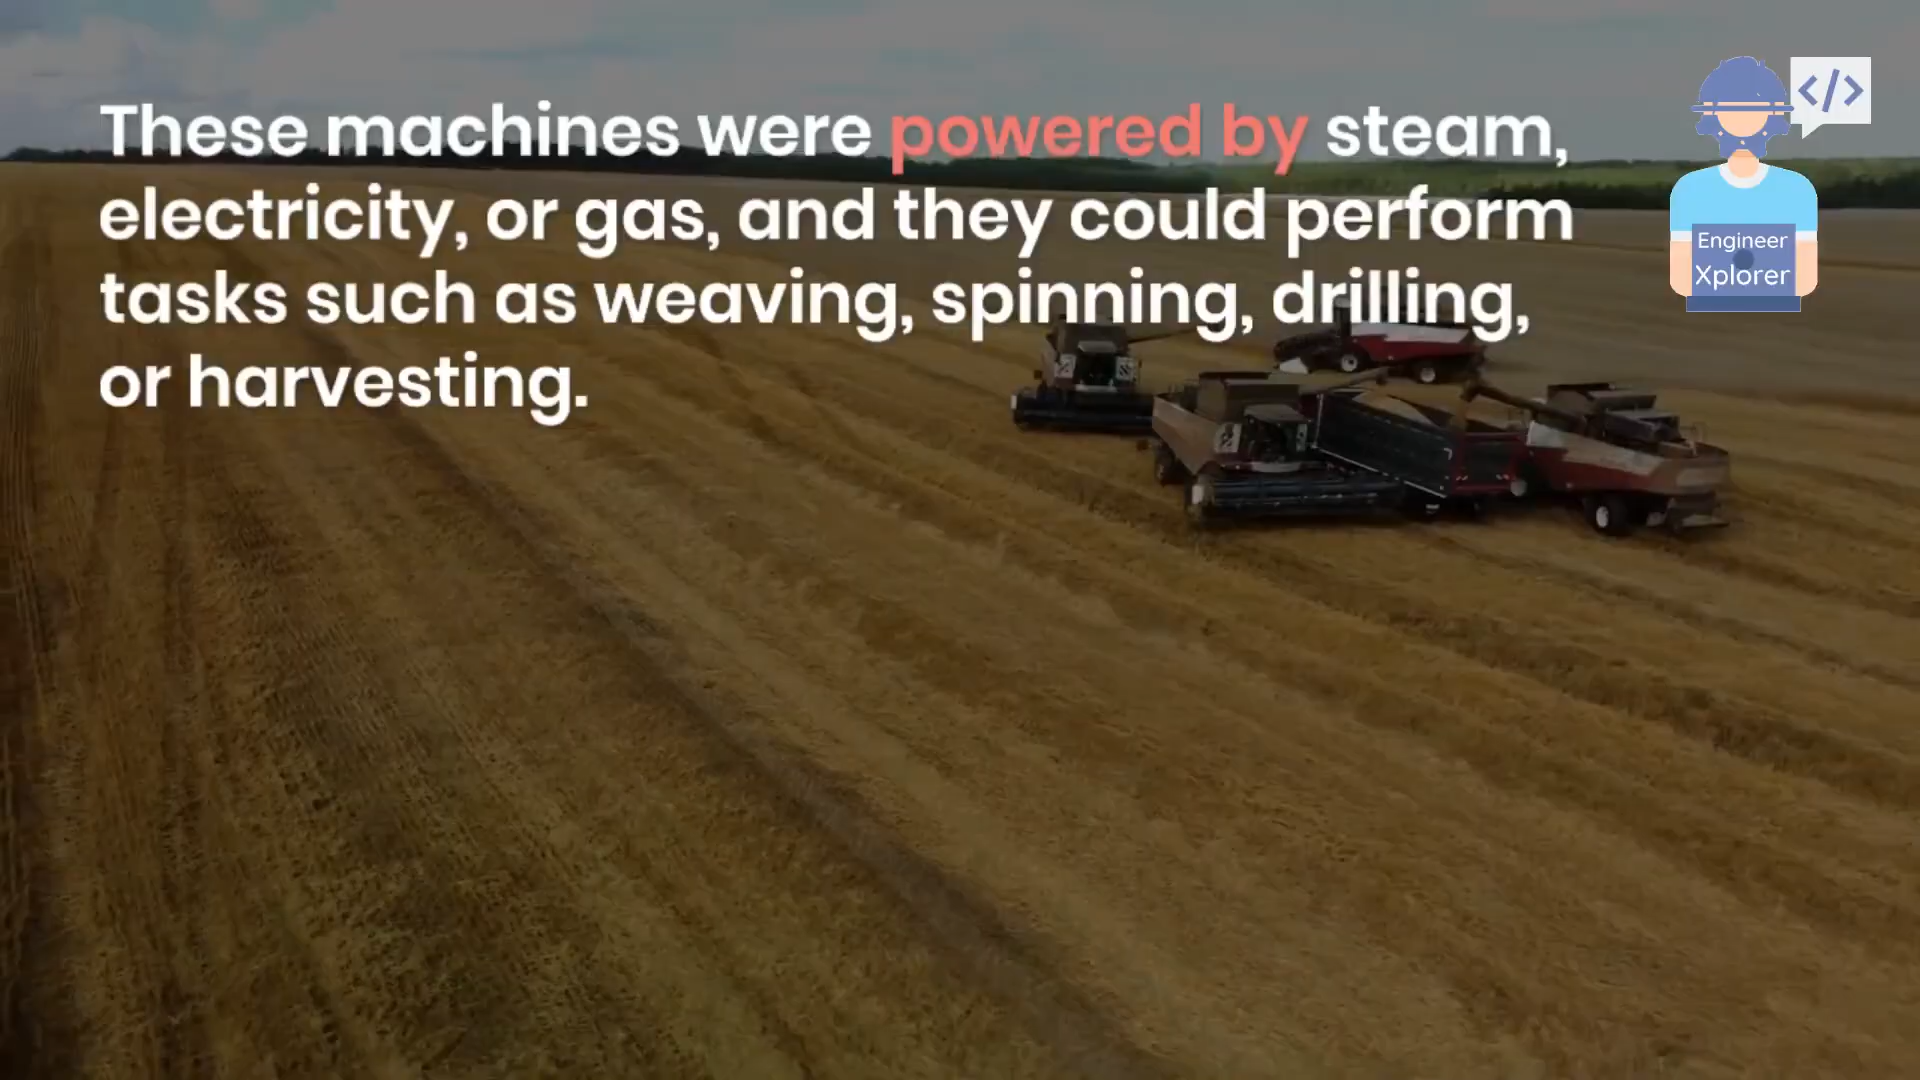 These machines were powered by steam,
electricity, or gas, and they could perform
tasks such as weaving, spinning, drilling,
or harvesting.
</>
Engineer
Xplorer